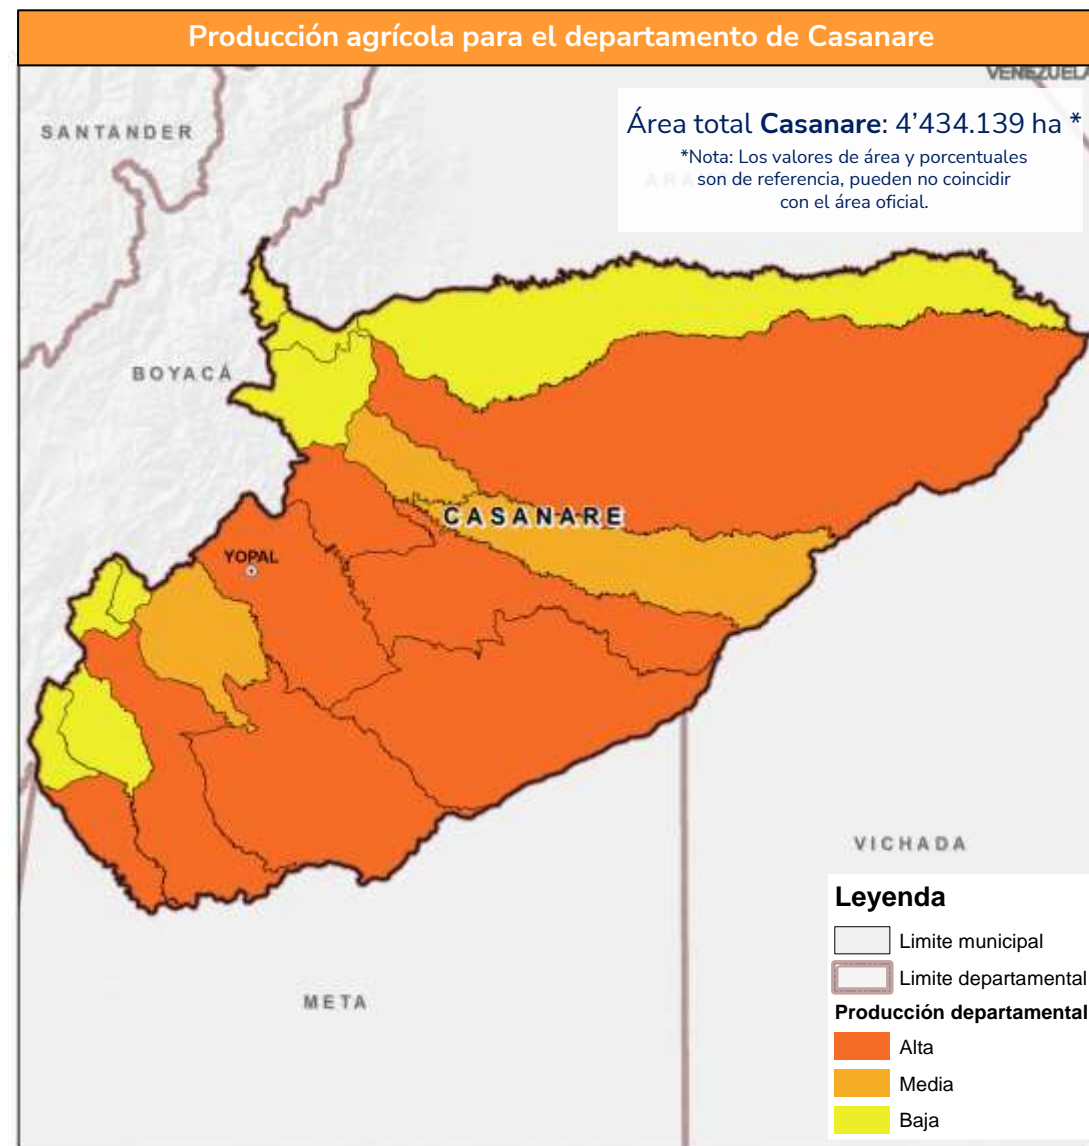 Producción agrícola para el departamento de Casanare
VENEZUELA
SANTANDER
Área total Casanare: 4’434.139 ha *
*Nota: Los valores de área y porcentuales
son de referencia, pueden no coincidir
con el área oficial.
BOYACÁ
CASANARE
YOPAL
VICHADA
META
Leyenda
Limite municipal
Limite departamental
Producción departamental
Alta
Media
Baja